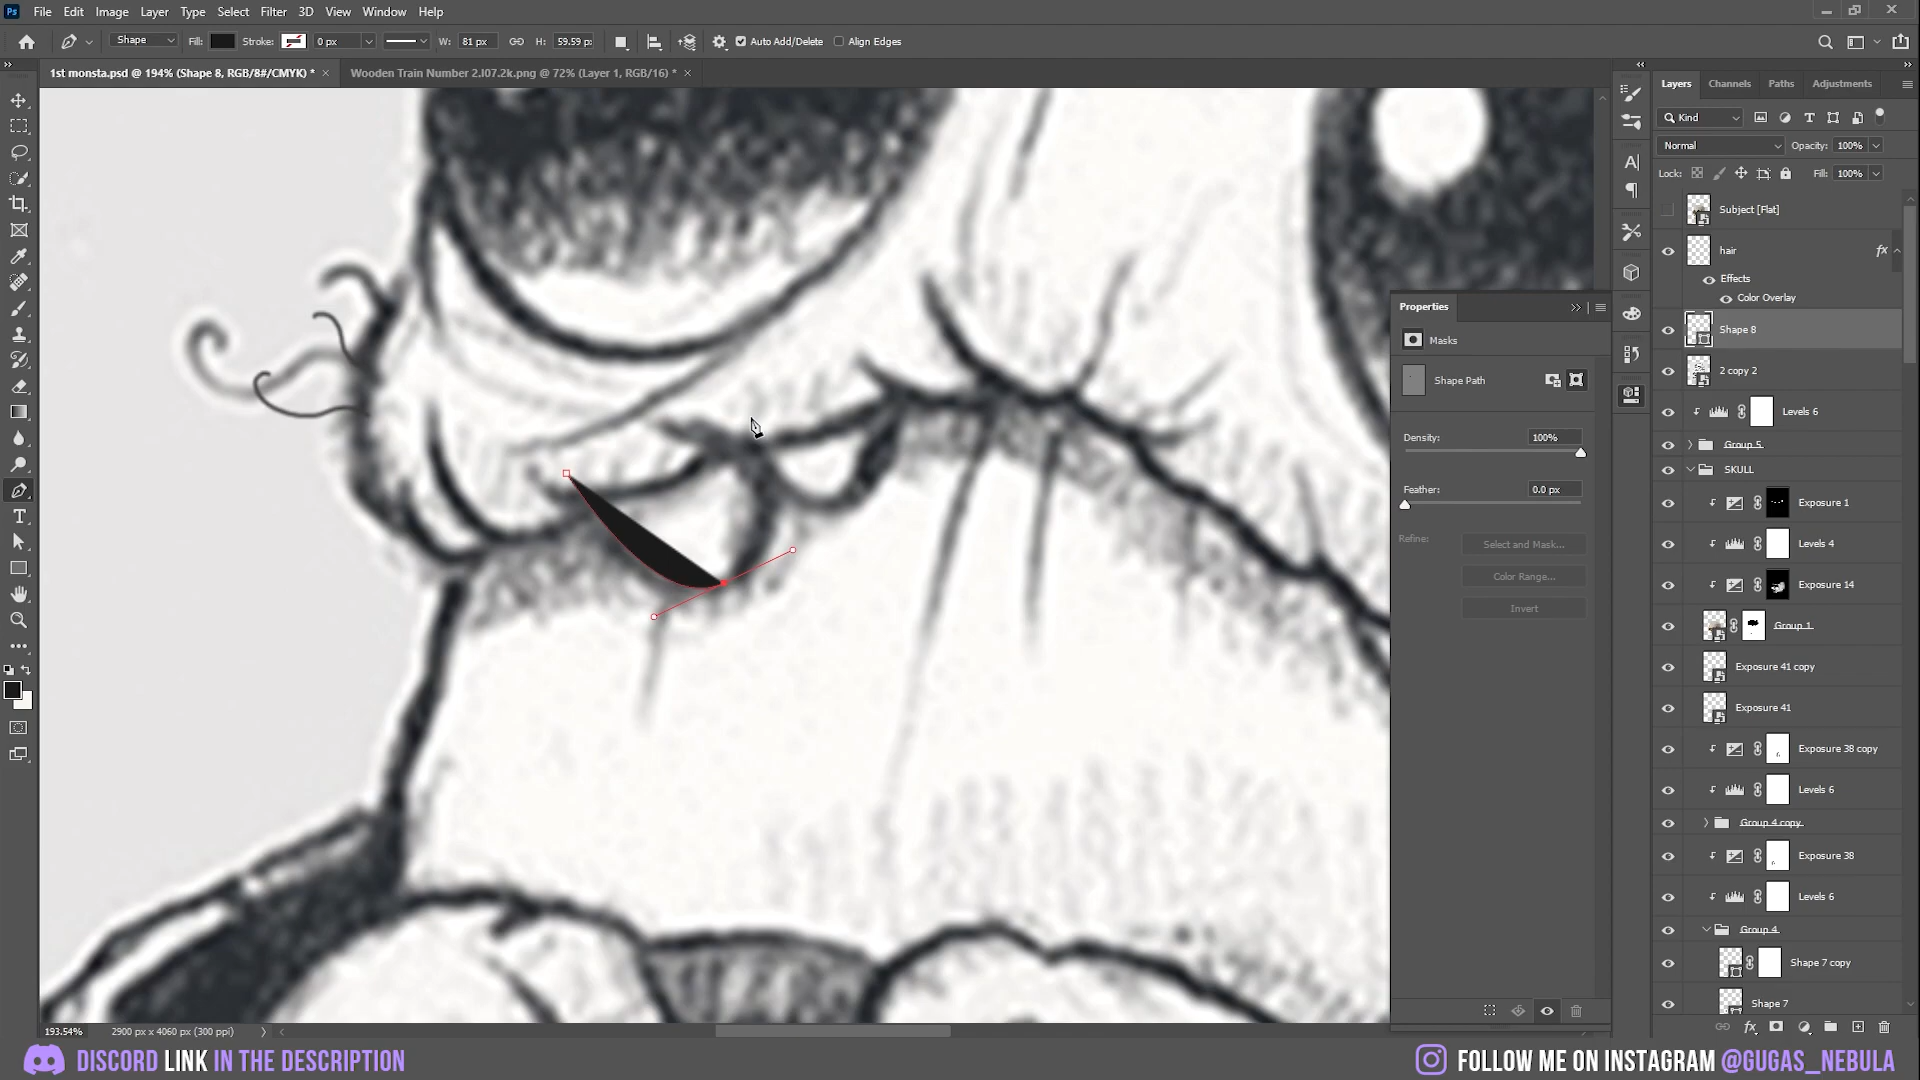 Ps File Edit Image Layer Type Select Filter 3D View Window Help
Shape Fill: Stroke: 0 px W: 81 px H: 59.59 p: Auto Add/Delete Align Edges
1st monsta.psd @ 194% (Shape 8, RGB/8#/CMYK) * Wooden Train Number 2.I07.2k.png @ 72% (Layer 1, RGB/16) *
Layers Channels Paths Adjustments
Kind
Normal Opacity: 100%
Lock: Fill: 100%
Subject [Flat]
hair fx
Effects
Color Overlay
Shape 8
2 copy 2
Levels 6
Group 5
SKULL
Exposure 1
Levels 4
Exposure 14
Group 1
Exposure 41 copy
Exposure 41
Exposure 38 copy
Levels 6
Group 4 copy
Exposure 38
Levels 6
Group 4
Shape 7 copy
Shape 7
Properties
Masks
Shape Path
Density: 100%
Feather: 0.0 px
Refine: Select and Mask...
Color Range...
Invert
193.54% 2900 px x 4060 px (300 ppi)
DISCORD LINK IN THE DESCRIPTION
FOLLOW ME ON INSTAGRAM @GUGAS_NEBULA